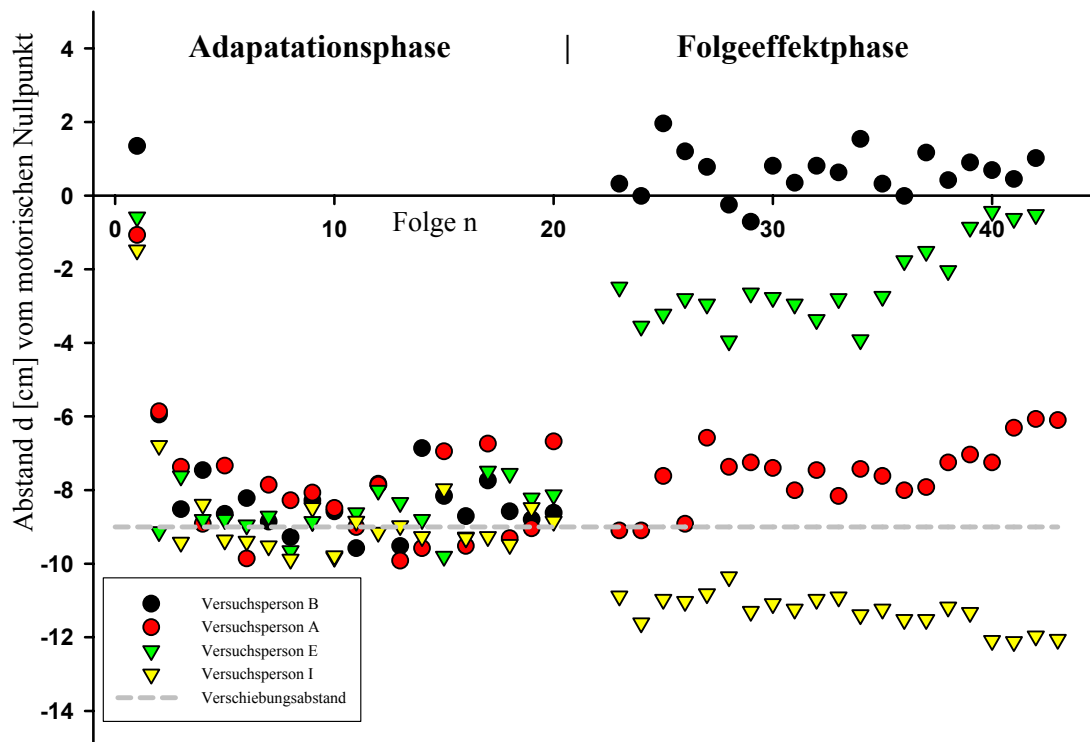 Adapatationsphase | Folgeeffektphase
Abstand d [cm] vom motorischen Nullpunkt
4
2
0
-2
-4
-6
-8
-10
-12
-14
Folge n
0 10 20 30 40
Versuchsperson B
Versuchsperson A
Versuchsperson E
Versuchsperson I
Verschiebungsabstand